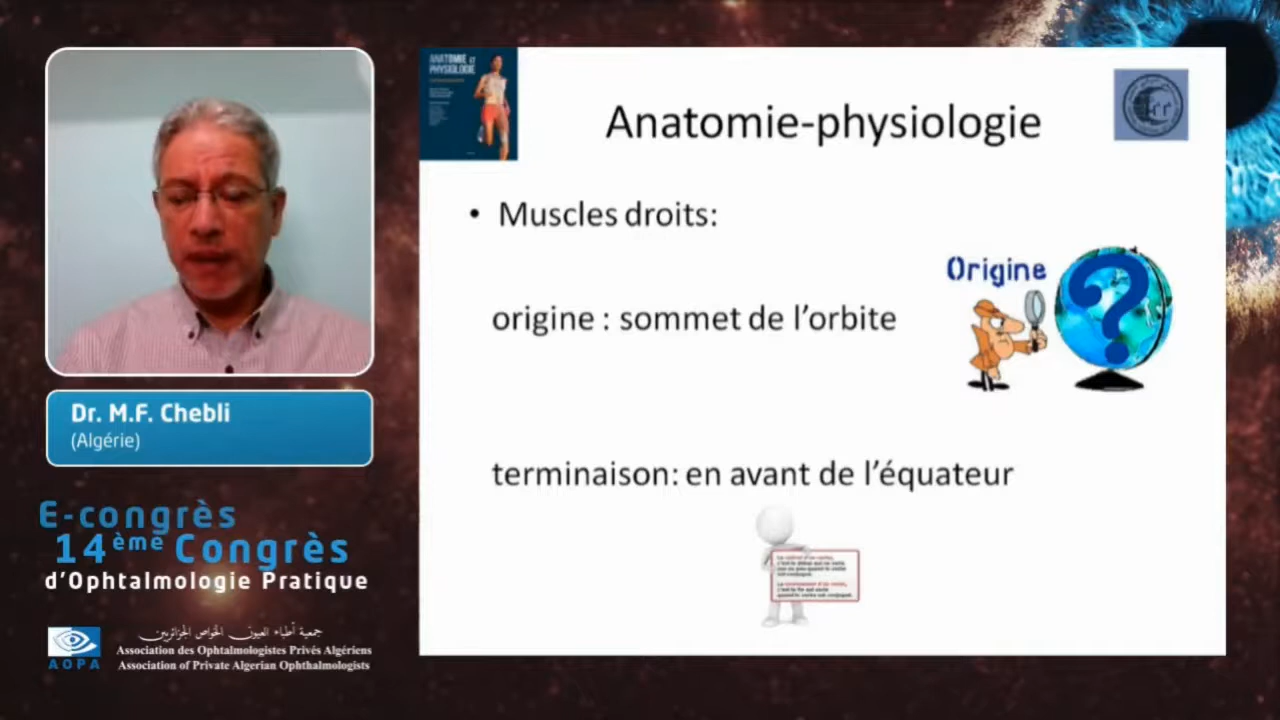 ANATOMIE ET
PHYSIOLOGIE
Anatomie-physiologie
• Muscles droits:
Origine
origine : sommet de l'orbite
terminaison: en avant de l'équateur
Dr. M.F. Chebli
(Algérie)
E-congrès
14ème Congrès
d'Ophtalmologie Pratique
جمعية أطباء العيون الخواص الجزائريين
AOPA
Association des Ophtalmologistes Privés Algériens
Association of Private Algerian Ophthalmologists